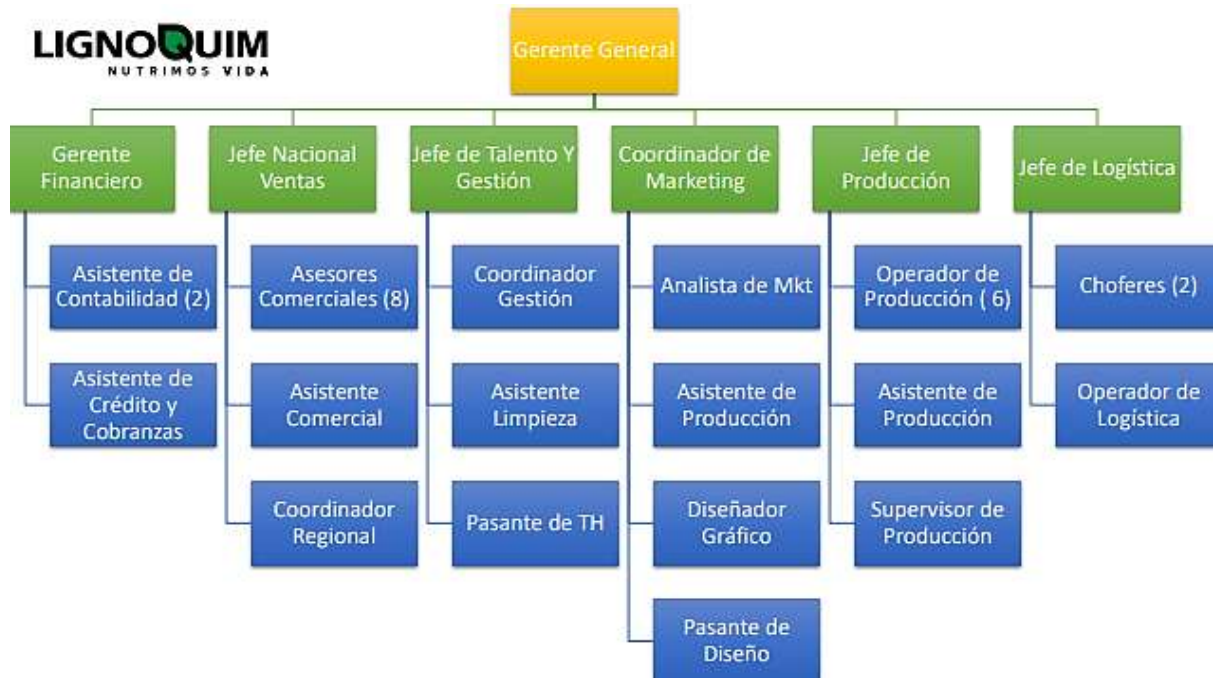 LIGNOQUIM
NUTRIMOS VIDA
Gerente General
Gerente
Financiero
Jefe Nacional
Ventas
Jefe de Talento Y
Gestión
Coordinador de
Marketing
Jefe de
Producción
Jefe de Logística
Asistente de
Contabilidad (2)
Asesores
Comerciales (8)
Coordinador
Gestión
Analista de Mkt
Operador de
Producción ( 6)
Choferes (2)
Asistente de
Crédito y
Cobranzas
Asistente
Comercial
Asistente
Limpieza
Asistente de
Producción
Asistente de
Producción
Operador de
Logística
Coordinador
Regional
Pasante de TH
Diseñador
Gráfico
Supervisor de
Producción
Pasante de
Diseño